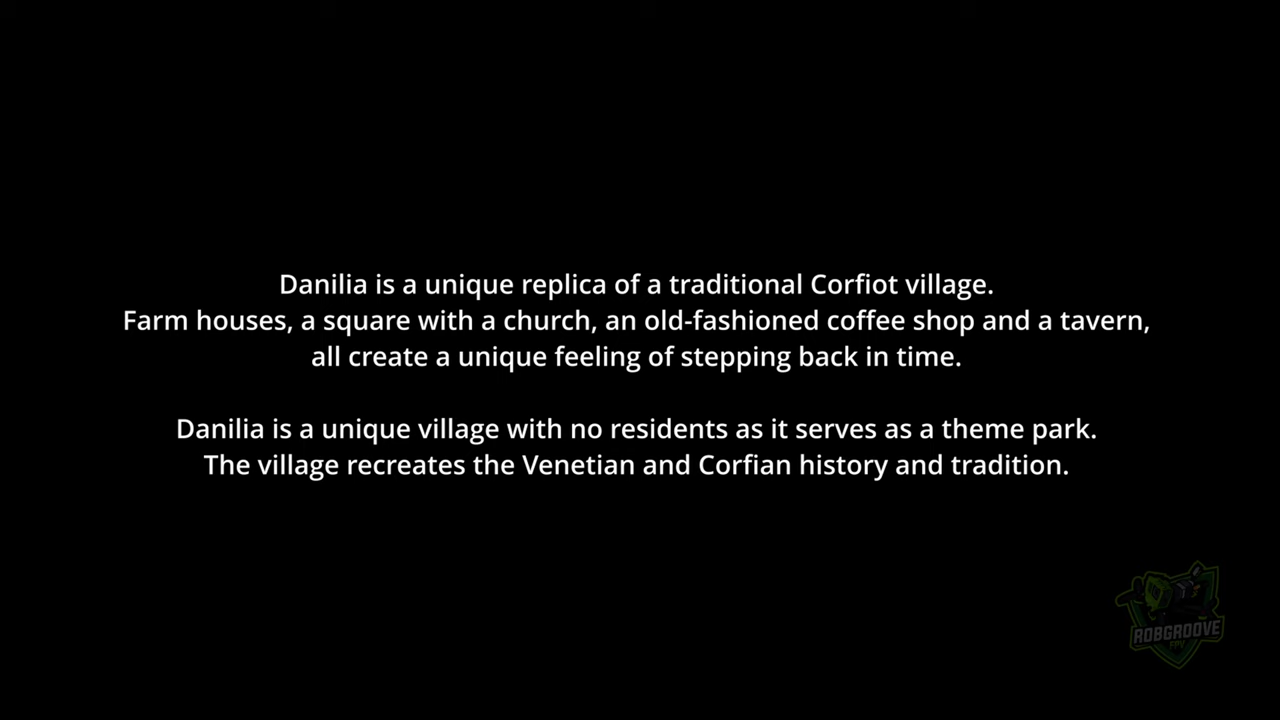 Danilia is a unique replica of a traditional Corfiot village.
Farm houses, a square with a church, an old-fashioned coffee shop and a tavern,
all create a unique feeling of stepping back in time.
Danilia is a unique village with no residents as it serves as a theme park.
The village recreates the Venetian and Corfian history and tradition.
ROBGROOVE
FPV